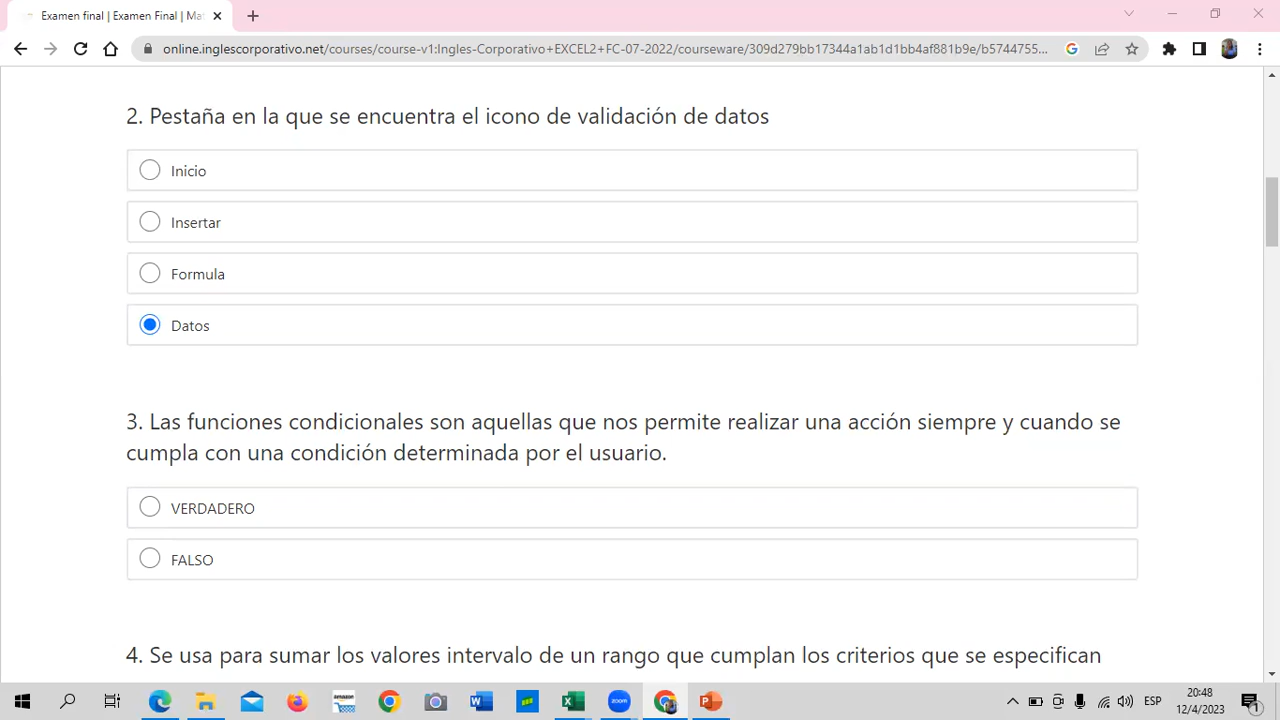 Examen final | Examen Final | Ma
online.inglescorporativo.net/courses/course-v1:Ingles-Corporativo+EXCEL2+FC-07-2022/courseware/309d279bb17344a1ab1d1bb4af881b9e/b5744755...
2. Pestaña en la que se encuentra el icono de validación de datos
Inicio
Insertar
Formula
Datos
3. Las funciones condicionales son aquellas que nos permite realizar una acción siempre y cuando se
cumpla con una condición determinada por el usuario.
VERDADERO
FALSO
4. Se usa para sumar los valores intervalo de un rango que cumplan los criterios que se especifican
amazon
zoom
ESP
20:48
12/4/2023
1